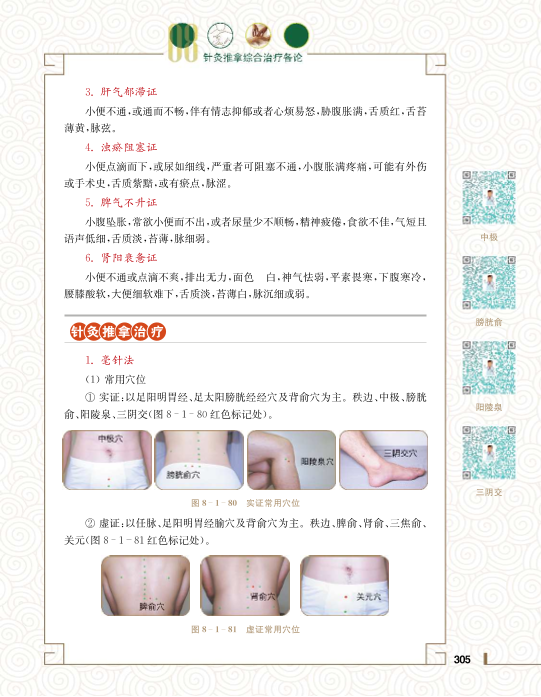 针灸推拿综合治疗各论
3. 肝气郁滞证
小便不通,或通而不畅,伴有情志抑郁或者心烦易怒,胁腹胀满,舌质红,舌苔
薄黄,脉弦。
4. 浊瘀阻塞证
小便点滴而下,或尿如细线,严重者可阻塞不通,小腹胀满疼痛,可能有外伤
或手术史,舌质紫黯,或有瘀点,脉涩。
5. 脾气不升证
小腹坠胀,常欲小便而不出,或者尿量少不顺畅,精神疲倦,食欲不佳,气短且
语声低细,舌质淡,苔薄,脉细弱。
6. 肾阳衰惫证
小便不通或点滴不爽,排出无力,面色 白,神气怯弱,平素畏寒,下腹寒冷,
腰膝酸软,大便细软难下,舌质淡,苔薄白,脉沉细或弱。
针灸推拿治疗
1. 毫针法
(1) 常用穴位
① 实证:以足阳明胃经、足太阳膀胱经经穴及背俞穴为主。秩边、中极、膀胱
俞、阳陵泉、三阴交(图8-1-80红色标记处)。
中极穴
膀胱俞穴
阳陵泉穴
三阴交穴
图8-1-80 实证常用穴位
② 虚证:以任脉、足阳明胃经腧穴及背俞穴为主。秩边、脾俞、肾俞、三焦俞、
关元(图8-1-81红色标记处)。
脾俞穴
肾俞穴
关元穴
图8-1-81 虚证常用穴位
中极
膀胱俞
阳陵泉
三阴交
305